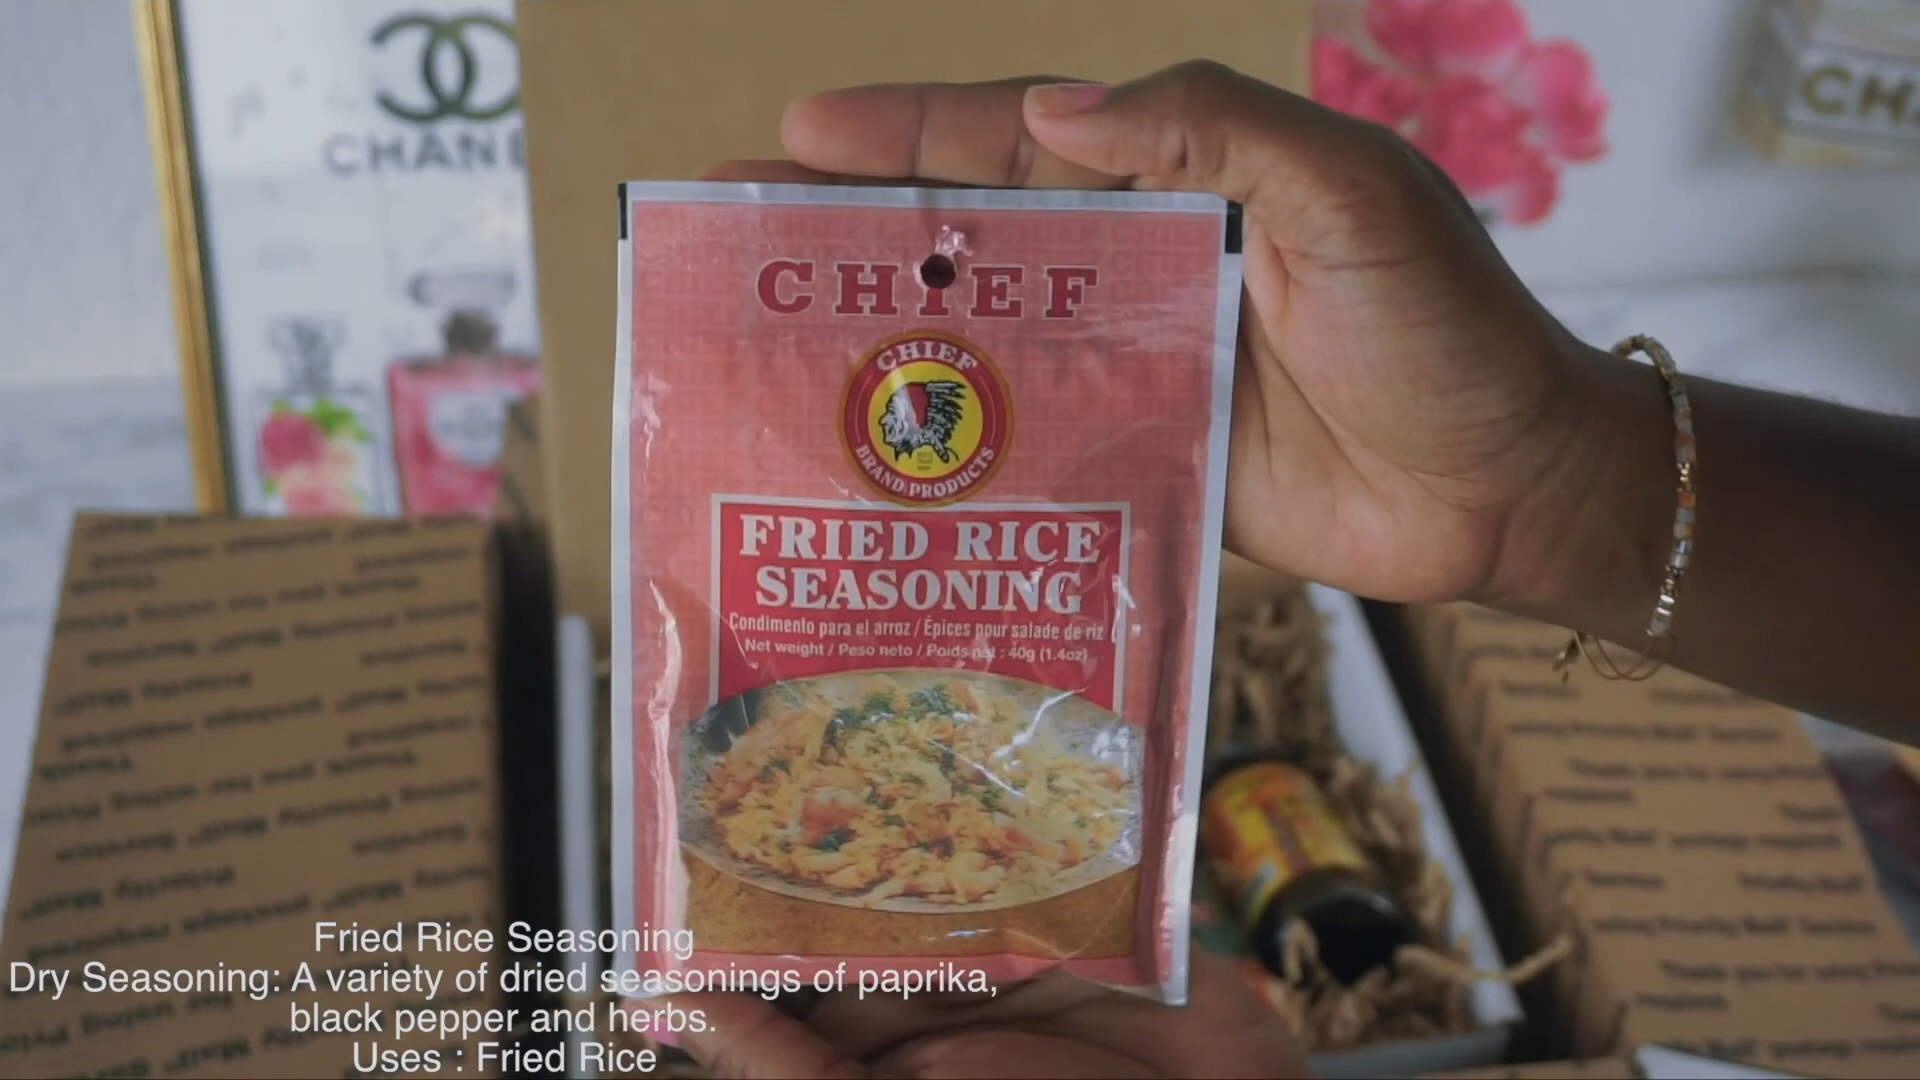 CHANE
CHA
CHIEF
CHIEF
BRAND PRODUCTS
FRIED RICE
SEASONING
Condimento para el arroz / Épices pour salade de riz
Net weight / Peso neto / Poids net : 40g (1.4oz)
Fried Rice Seasoning
Dry Seasoning: A variety of dried seasonings of paprika,
black pepper and herbs.
Uses : Fried Rice